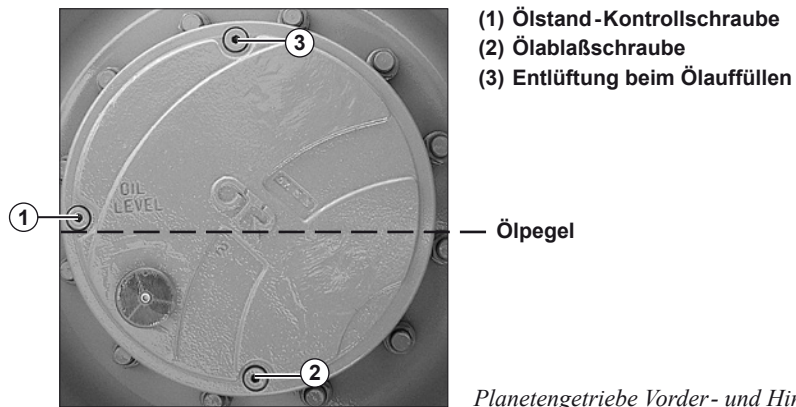 (1) Ölstand-Kontrollschraube
(2) Ölablaßschraube
(3) Entlüftung beim Ölauffüllen
3
OIL
LEVEL
1
Ölpegel
2
Planetengetriebe Vorder- und Hin